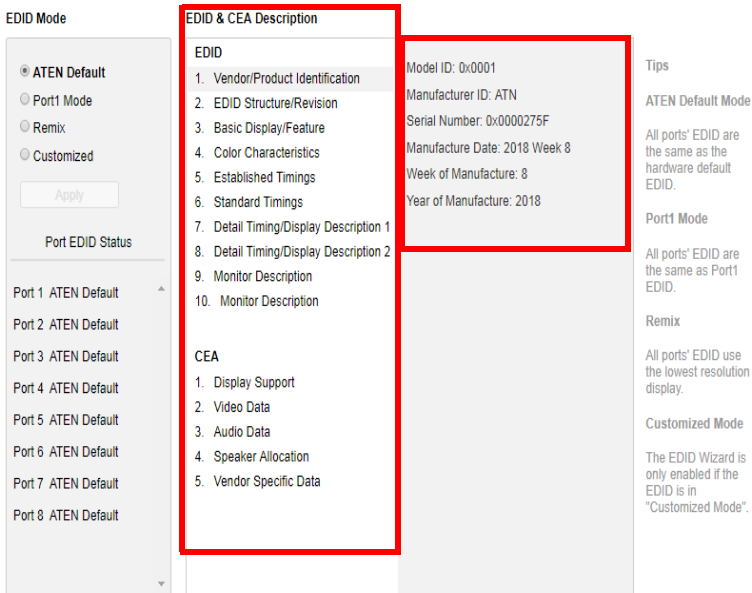 EDID Mode
ATEN Default
Port1 Mode
Remix
Customized
Apply
Port EDID Status
Port 1 ATEN Default
Port 2 ATEN Default
Port 3 ATEN Default
Port 4 ATEN Default
Port 5 ATEN Default
Port 6 ATEN Default
Port 7 ATEN Default
Port 8 ATEN Default
EDID & CEA Description
EDID
1. Vendor/Product Identification
2. EDID Structure/Revision
3. Basic Display/Feature
4. Color Characteristics
5. Established Timings
6. Standard Timings
7. Detail Timing/Display Description 1
8. Detail Timing/Display Description 2
9. Monitor Description
10. Monitor Description
CEA
1. Display Support
2. Video Data
3. Audio Data
4. Speaker Allocation
5. Vendor Specific Data
Model ID: 0x0001
Manufacturer ID: ATN
Serial Number: 0x0000275F
Manufacture Date: 2018 Week 8
Week of Manufacture: 8
Year of Manufacture: 2018
Tips
ATEN Default Mode
All ports' EDID are
the same as the
hardware default
EDID.
Port1 Mode
All ports' EDID are
the same as Port1
EDID.
Remix
All ports' EDID use
the lowest resolution
display.
Customized Mode
The EDID Wizard is
only enabled if the
EDID is in
"Customized Mode".